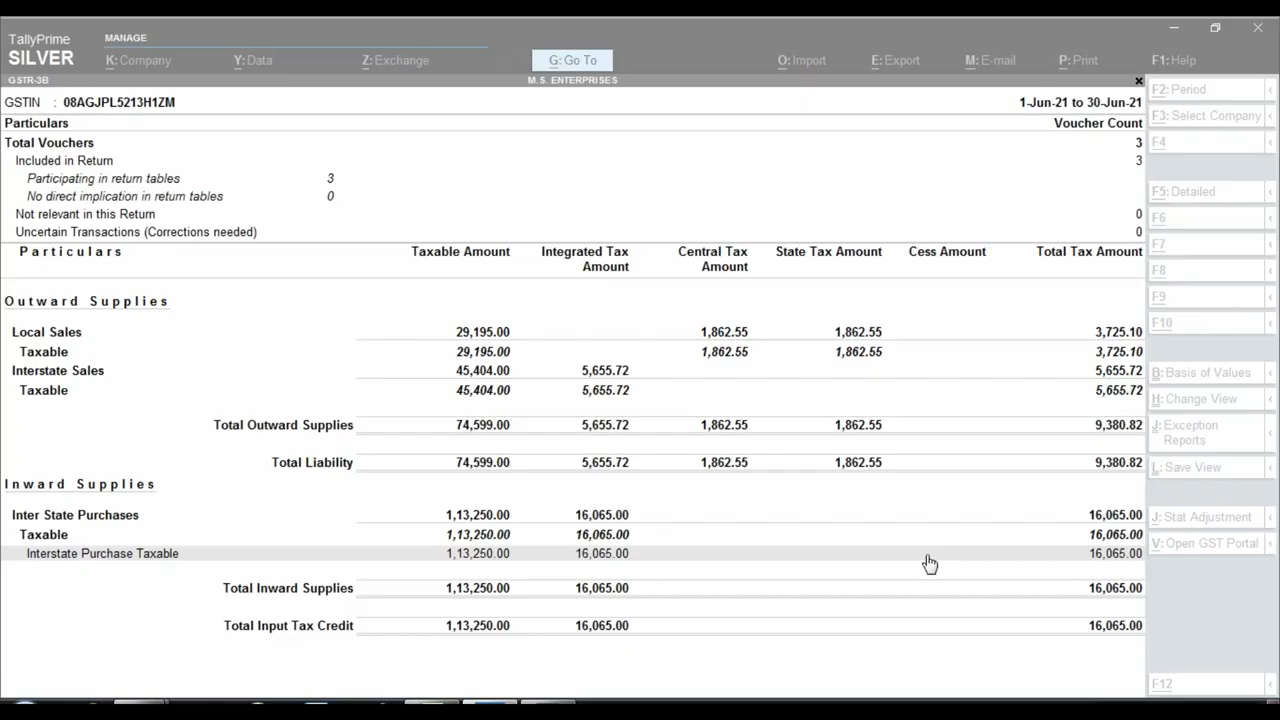 TallyPrime
SILVER
MANAGE
K: Company Y: Data Z: Exchange G: Go To O: Import E: Export M: E-mail P: Print F1: Help
GSTR-3B M.S. ENTERPRISES ×
GSTIN : 08AGJPL5213H1ZM 1-Jun-21 to 30-Jun-21
Particulars Voucher Count
Total Vouchers 3
Included in Return 3
Participating in return tables 3
No direct implication in return tables 0
Not relevant in this Return 0
Uncertain Transactions (Corrections needed) 0
Particulars Taxable Amount Integrated Tax Amount Central Tax Amount State Tax Amount Cess Amount Total Tax Amount
Outward Supplies
Local Sales 29,195.00 1,862.55 1,862.55 3,725.10
Taxable 29,195.00 1,862.55 1,862.55 3,725.10
Interstate Sales 45,404.00 5,655.72 5,655.72
Taxable 45,404.00 5,655.72 5,655.72
Total Outward Supplies 74,599.00 5,655.72 1,862.55 1,862.55 9,380.82
Total Liability 74,599.00 5,655.72 1,862.55 1,862.55 9,380.82
Inward Supplies
Inter State Purchases 1,13,250.00 16,065.00 16,065.00
Taxable 1,13,250.00 16,065.00 16,065.00
Interstate Purchase Taxable 1,13,250.00 16,065.00 16,065.00
Total Inward Supplies 1,13,250.00 16,065.00 16,065.00
Total Input Tax Credit 1,13,250.00 16,065.00 16,065.00
F2: Period
F3: Select Company
F4
F5: Detailed
F6
F7
F8
F9
F10
B: Basis of Values
H: Change View
J: Exception
Reports
L: Save View
J: Stat Adjustment
V: Open GST Portal
F12